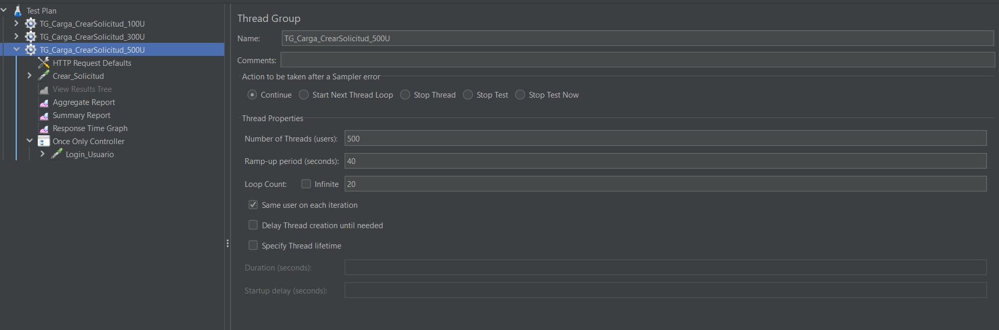 Test Plan
TG_Carga_CrearSolicitud_100U
TG_Carga_CrearSolicitud_300U
TG_Carga_CrearSolicitud_500U
HTTP Request Defaults
Crear_Solicitud
View Results Tree
Aggregate Report
Summary Report
Response Time Graph
Once Only Controller
Login_Usuario
Thread Group
Name: TG_Carga_CrearSolicitud_500U
Comments:
Action to be taken after a Sampler error
Continue Start Next Thread Loop Stop Thread Stop Test Stop Test Now
Thread Properties
Number of Threads (users): 500
Ramp-up period (seconds): 40
Loop Count: Infinite 20
Same user on each iteration
Delay Thread creation until needed
Specify Thread lifetime
Duration (seconds):
Startup delay (seconds):